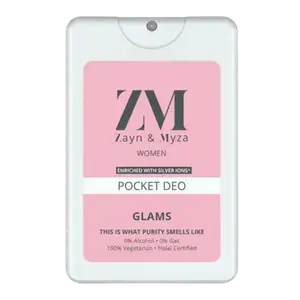 ZM
Zayn & Myza
WOMEN
ENRICHED WITH SILVER IONS^
POCKET DEO
GLAMS
THIS IS WHAT PURITY SMELLS LIKE
0% Alcohol • 0% Gas
100% Vegetarian • Halal Certified